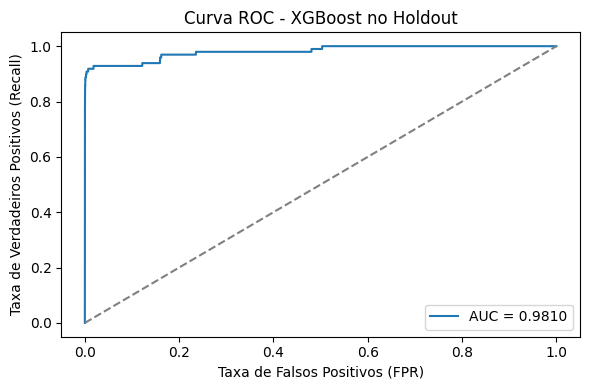 Curva ROC - XGBoost no Holdout
Taxa de Verdadeiros Positivos (Recall)
1.0
0.8
0.6
0.4
0.2
0.0
AUC = 0.9810
0.0 0.2 0.4 0.6 0.8 1.0
Taxa de Falsos Positivos (FPR)